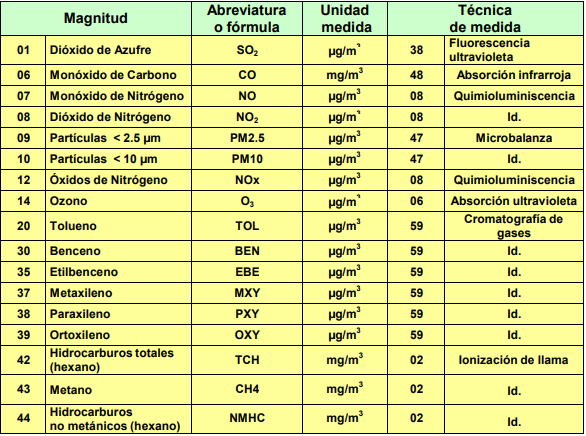 Magnitud Abreviatura o fórmula Unidad medida Técnica de medida
01 Dióxido de Azufre SO₂ µg/m³ 38 Fluorescencia ultravioleta
06 Monóxido de Carbono CO mg/m³ 48 Absorción infrarroja
07 Monóxido de Nitrógeno NO µg/m³ 08 Quimioluminiscencia
08 Dióxido de Nitrógeno NO₂ µg/m³ 08 Id.
09 Partículas < 2.5 µm PM2.5 µg/m³ 47 Microbalanza
10 Partículas < 10 µm PM10 µg/m³ 47 Id.
12 Óxidos de Nitrógeno NOx µg/m³ 08 Quimioluminiscencia
14 Ozono O₃ µg/m³ 06 Absorción ultravioleta
20 Tolueno TOL µg/m³ 59 Cromatografía de gases
30 Benceno BEN µg/m³ 59 Id.
35 Etilbenceno EBE µg/m³ 59 Id.
37 Metaxileno MXY µg/m³ 59 Id.
38 Paraxileno PXY µg/m³ 59 Id.
39 Ortoxileno OXY µg/m³ 59 Id.
42 Hidrocarburos totales (hexano) TCH mg/m³ 02 Ionización de llama
43 Metano CH4 mg/m³ 02 Id.
44 Hidrocarburos no metánicos (hexano) NMHC mg/m³ 02 Id.